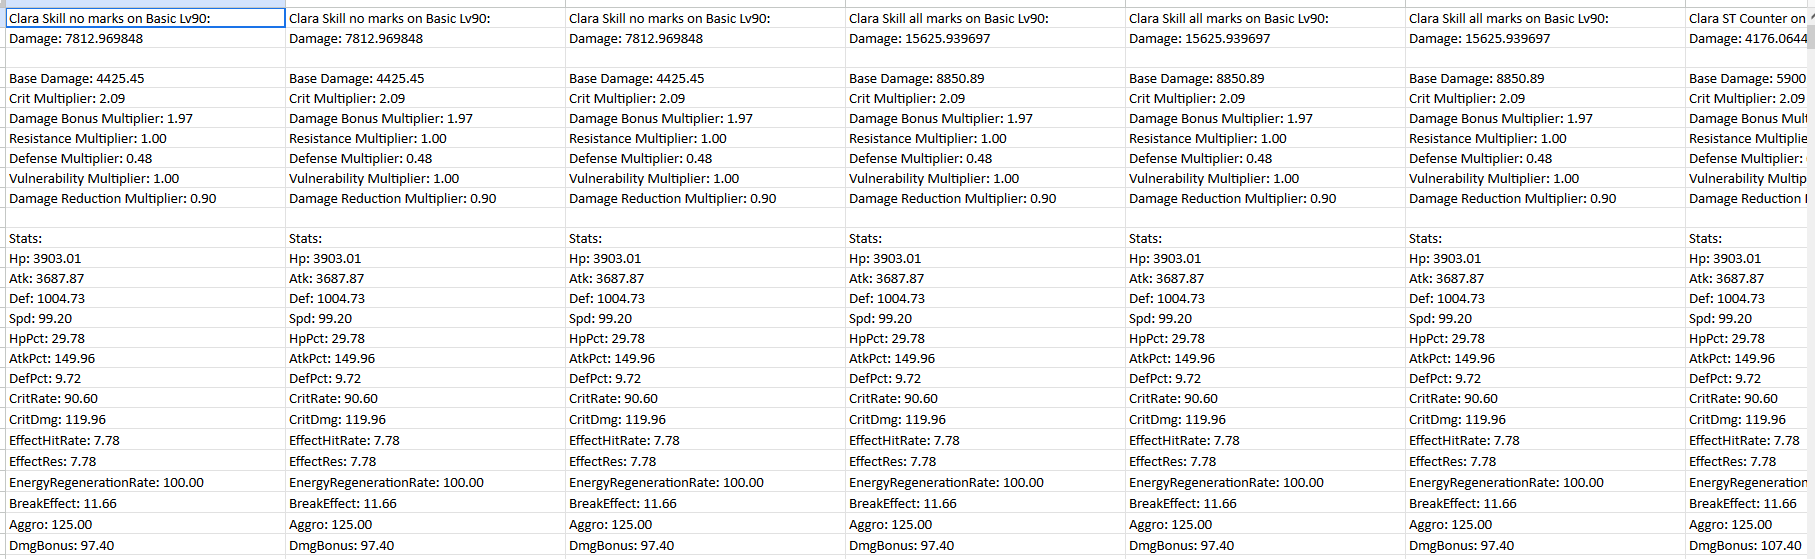 Clara Skill no marks on Basic Lv90: Clara Skill no marks on Basic Lv90: Clara Skill no marks on Basic Lv90: Clara Skill all marks on Basic Lv90: Clara Skill all marks on Basic Lv90: Clara Skill all marks on Basic Lv90: Clara ST Counter on
Damage: 7812.969848 Damage: 7812.969848 Damage: 7812.969848 Damage: 15625.939697 Damage: 15625.939697 Damage: 15625.939697 Damage: 4176.0644
Base Damage: 4425.45 Base Damage: 4425.45 Base Damage: 4425.45 Base Damage: 8850.89 Base Damage: 8850.89 Base Damage: 8850.89 Base Damage: 5900
Crit Multiplier: 2.09 Crit Multiplier: 2.09 Crit Multiplier: 2.09 Crit Multiplier: 2.09 Crit Multiplier: 2.09 Crit Multiplier: 2.09 Crit Multiplier: 2.09
Damage Bonus Multiplier: 1.97 Damage Bonus Multiplier: 1.97 Damage Bonus Multiplier: 1.97 Damage Bonus Multiplier: 1.97 Damage Bonus Multiplier: 1.97 Damage Bonus Multiplier: 1.97 Damage Bonus Mult
Resistance Multiplier: 1.00 Resistance Multiplier: 1.00 Resistance Multiplier: 1.00 Resistance Multiplier: 1.00 Resistance Multiplier: 1.00 Resistance Multiplier: 1.00 Resistance Multiplie
Defense Multiplier: 0.48 Defense Multiplier: 0.48 Defense Multiplier: 0.48 Defense Multiplier: 0.48 Defense Multiplier: 0.48 Defense Multiplier: 0.48 Defense Multiplier:
Vulnerability Multiplier: 1.00 Vulnerability Multiplier: 1.00 Vulnerability Multiplier: 1.00 Vulnerability Multiplier: 1.00 Vulnerability Multiplier: 1.00 Vulnerability Multiplier: 1.00 Vulnerability Multip
Damage Reduction Multiplier: 0.90 Damage Reduction Multiplier: 0.90 Damage Reduction Multiplier: 0.90 Damage Reduction Multiplier: 0.90 Damage Reduction Multiplier: 0.90 Damage Reduction Multiplier: 0.90 Damage Reduction
Stats: Stats: Stats: Stats: Stats: Stats: Stats:
Hp: 3903.01 Hp: 3903.01 Hp: 3903.01 Hp: 3903.01 Hp: 3903.01 Hp: 3903.01 Hp: 3903.01
Atk: 3687.87 Atk: 3687.87 Atk: 3687.87 Atk: 3687.87 Atk: 3687.87 Atk: 3687.87 Atk: 3687.87
Def: 1004.73 Def: 1004.73 Def: 1004.73 Def: 1004.73 Def: 1004.73 Def: 1004.73 Def: 1004.73
Spd: 99.20 Spd: 99.20 Spd: 99.20 Spd: 99.20 Spd: 99.20 Spd: 99.20 Spd: 99.20
HpPct: 29.78 HpPct: 29.78 HpPct: 29.78 HpPct: 29.78 HpPct: 29.78 HpPct: 29.78 HpPct: 29.78
AtkPct: 149.96 AtkPct: 149.96 AtkPct: 149.96 AtkPct: 149.96 AtkPct: 149.96 AtkPct: 149.96 AtkPct: 149.96
DefPct: 9.72 DefPct: 9.72 DefPct: 9.72 DefPct: 9.72 DefPct: 9.72 DefPct: 9.72 DefPct: 9.72
CritRate: 90.60 CritRate: 90.60 CritRate: 90.60 CritRate: 90.60 CritRate: 90.60 CritRate: 90.60 CritRate: 90.60
CritDmg: 119.96 CritDmg: 119.96 CritDmg: 119.96 CritDmg: 119.96 CritDmg: 119.96 CritDmg: 119.96 CritDmg: 119.96
EffectHitRate: 7.78 EffectHitRate: 7.78 EffectHitRate: 7.78 EffectHitRate: 7.78 EffectHitRate: 7.78 EffectHitRate: 7.78 EffectHitRate: 7.78
EffectRes: 7.78 EffectRes: 7.78 EffectRes: 7.78 EffectRes: 7.78 EffectRes: 7.78 EffectRes: 7.78 EffectRes: 7.78
EnergyRegenerationRate: 100.00 EnergyRegenerationRate: 100.00 EnergyRegenerationRate: 100.00 EnergyRegenerationRate: 100.00 EnergyRegenerationRate: 100.00 EnergyRegenerationRate: 100.00 EnergyRegeneration
BreakEffect: 11.66 BreakEffect: 11.66 BreakEffect: 11.66 BreakEffect: 11.66 BreakEffect: 11.66 BreakEffect: 11.66 BreakEffect: 11.66
Aggro: 125.00 Aggro: 125.00 Aggro: 125.00 Aggro: 125.00 Aggro: 125.00 Aggro: 125.00 Aggro: 125.00
DmgBonus: 97.40 DmgBonus: 97.40 DmgBonus: 97.40 DmgBonus: 97.40 DmgBonus: 97.40 DmgBonus: 97.40 DmgBonus: 107.40